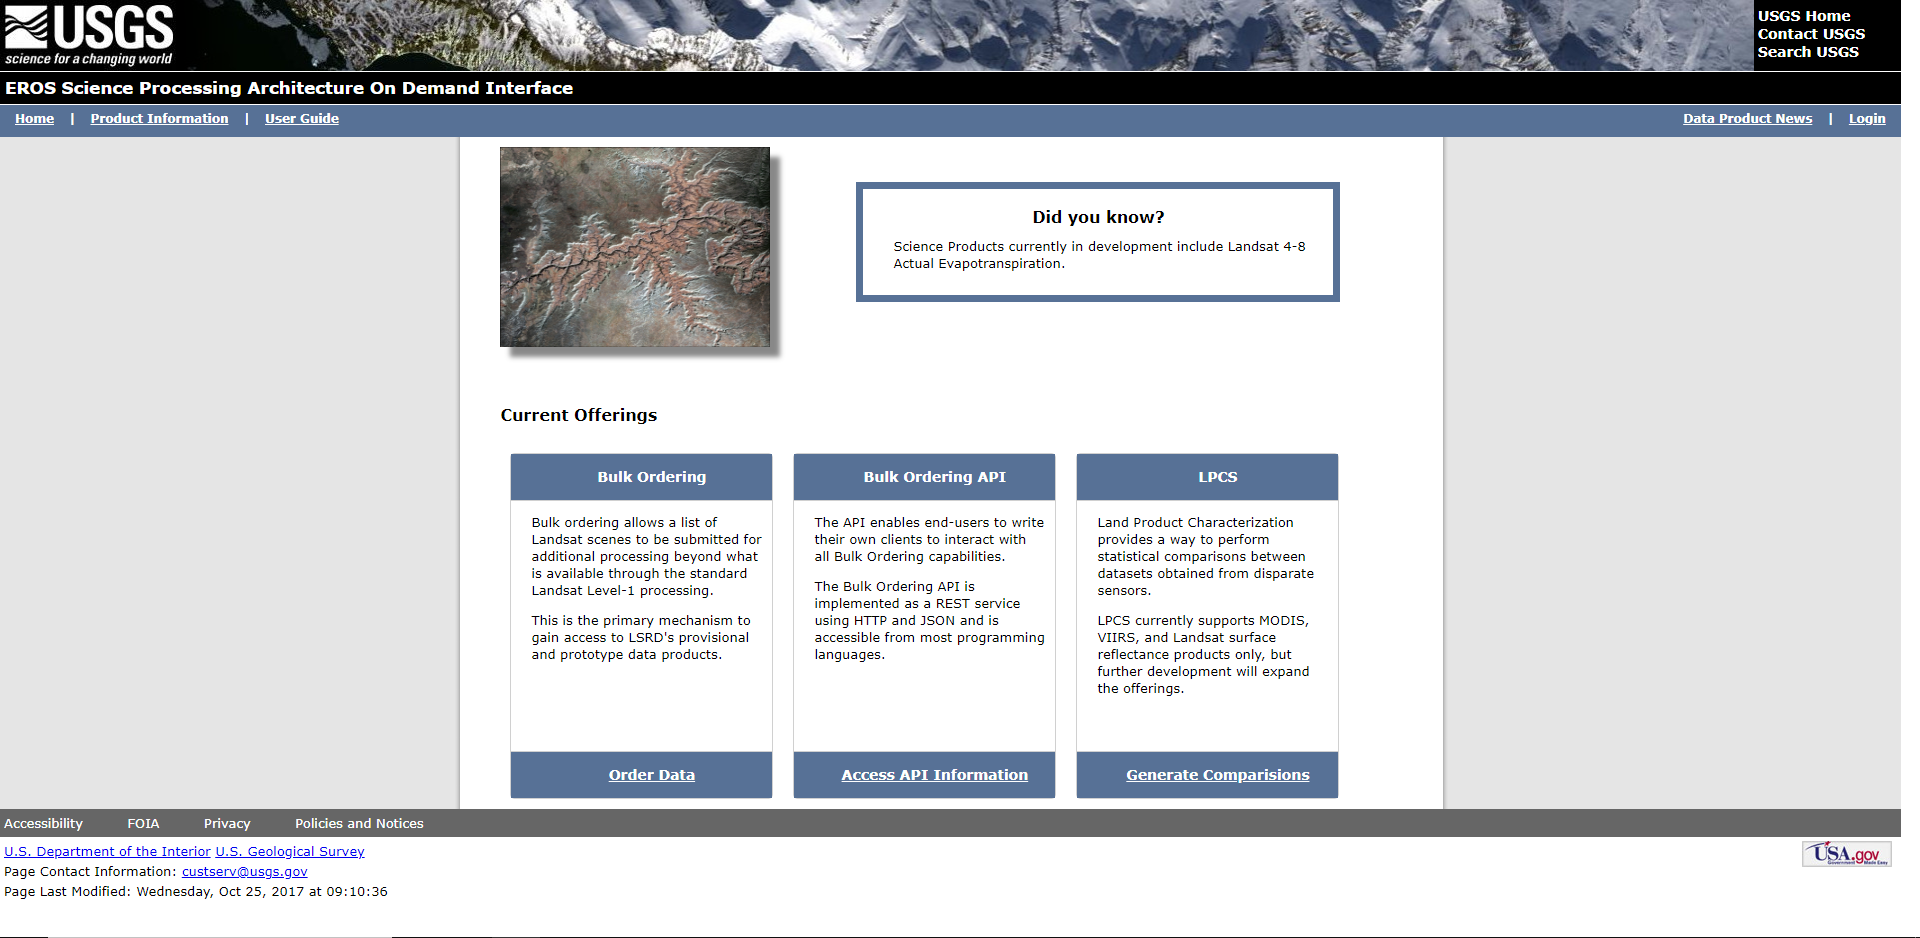 USGS
science for a changing world
USGS Home
Contact USGS
Search USGS
EROS Science Processing Architecture On Demand Interface
Home | Product Information | User Guide
Data Product News | Login
Did you know?
Science Products currently in development include Landsat 4-8
Actual Evapotranspiration.
Current Offerings
Bulk Ordering
Bulk ordering allows a list of
Landsat scenes to be submitted for
additional processing beyond what
is available through the standard
Landsat Level-1 processing.
This is the primary mechanism to
gain access to LSRD's provisional
and prototype data products.
Order Data
Bulk Ordering API
The API enables end-users to write
their own clients to interact with
all Bulk Ordering capabilities.
The Bulk Ordering API is
implemented as a REST service
using HTTP and JSON and is
accessible from most programming
languages.
Access API Information
LPCS
Land Product Characterization
provides a way to perform
statistical comparisons between
datasets obtained from disparate
sensors.
LPCS currently supports MODIS,
VIIRS, and Landsat surface
reflectance products only, but
further development will expand
the offerings.
Generate Comparisions
Accessibility FOIA Privacy Policies and Notices
U.S. Department of the Interior U.S. Geological Survey
Page Contact Information: custserv@usgs.gov
Page Last Modified: Wednesday, Oct 25, 2017 at 09:10:36
USA.gov
Government Made Easy